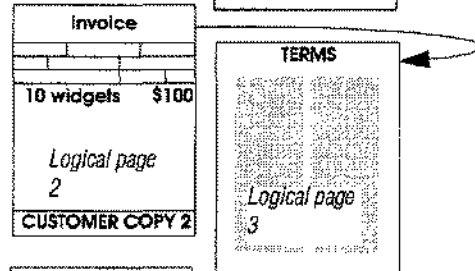 Invoice
10 widgets $100
Logical page
2
CUSTOMER COPY 2
TERMS
Logical page
3